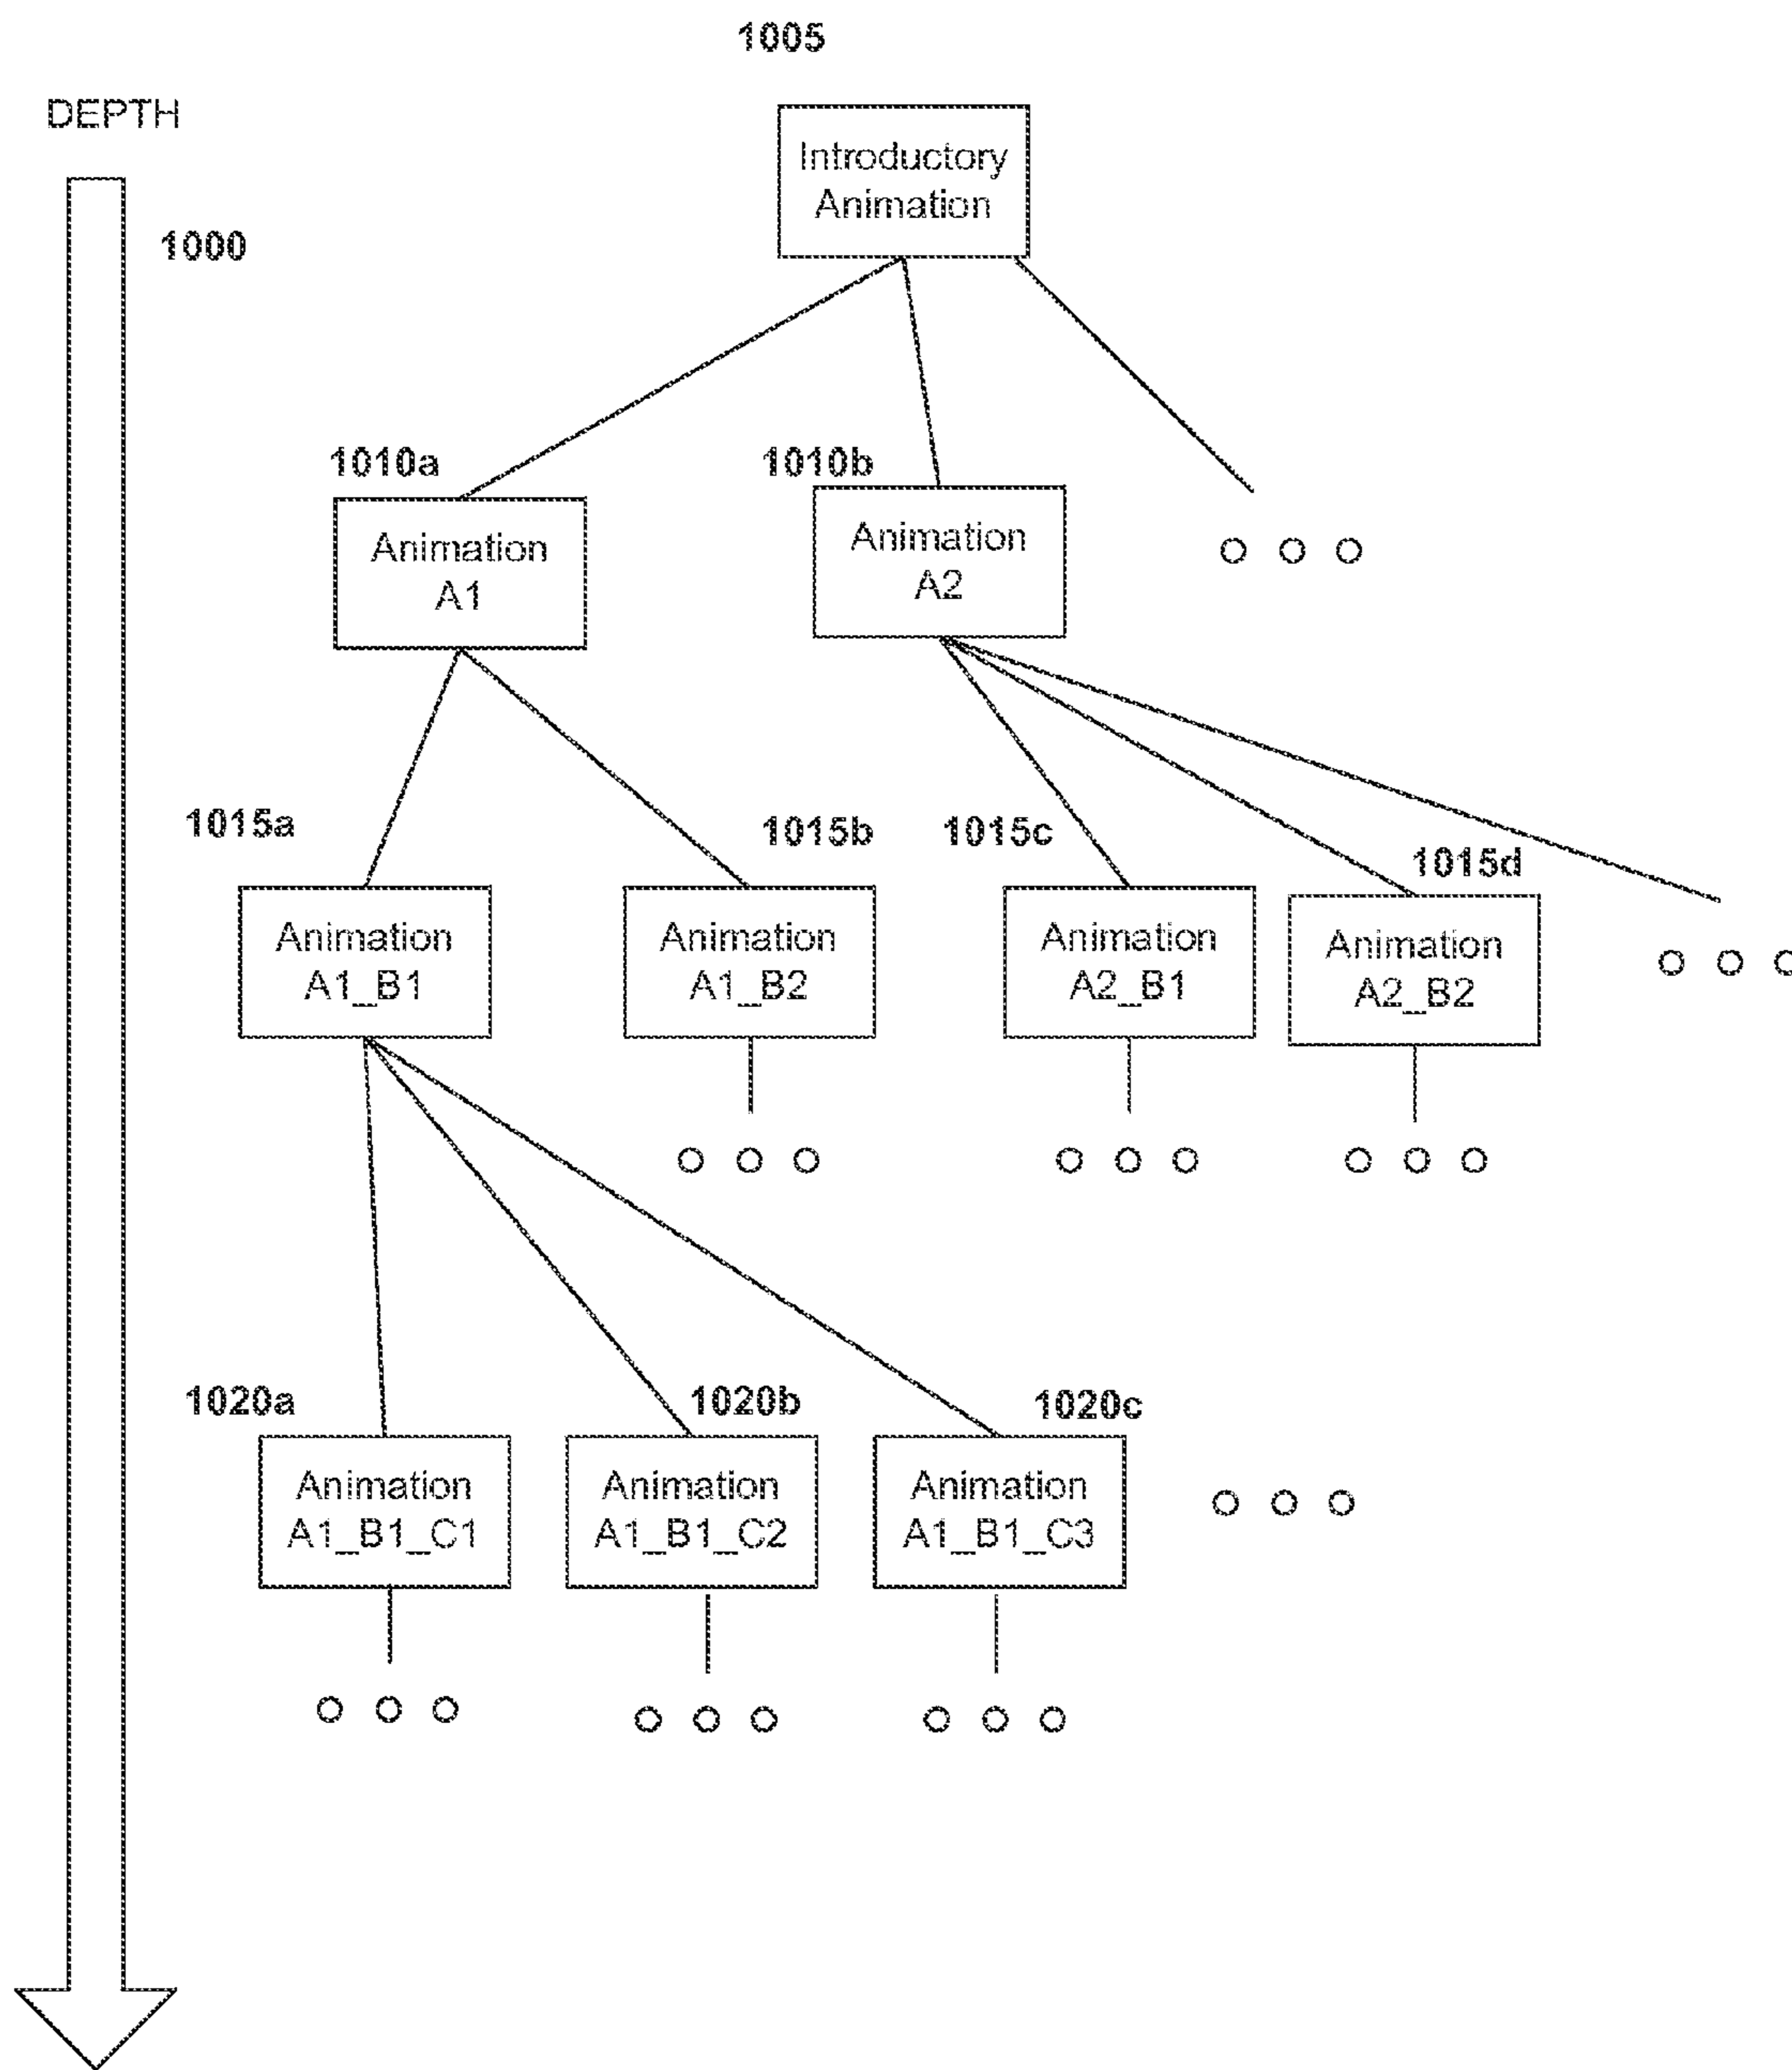 1005
DEPTH
Introductory
Animation
1000
1010a
1010b
Animation
A1
Animation
A2
1015a
1015b
1015c
1015d
Animation
A1_B1
Animation
A1_B2
Animation
A2_B1
Animation
A2_B2
1020a
1020b
1020c
Animation
A1_B1_C1
Animation
A1_B1_C2
Animation
A1_B1_C3